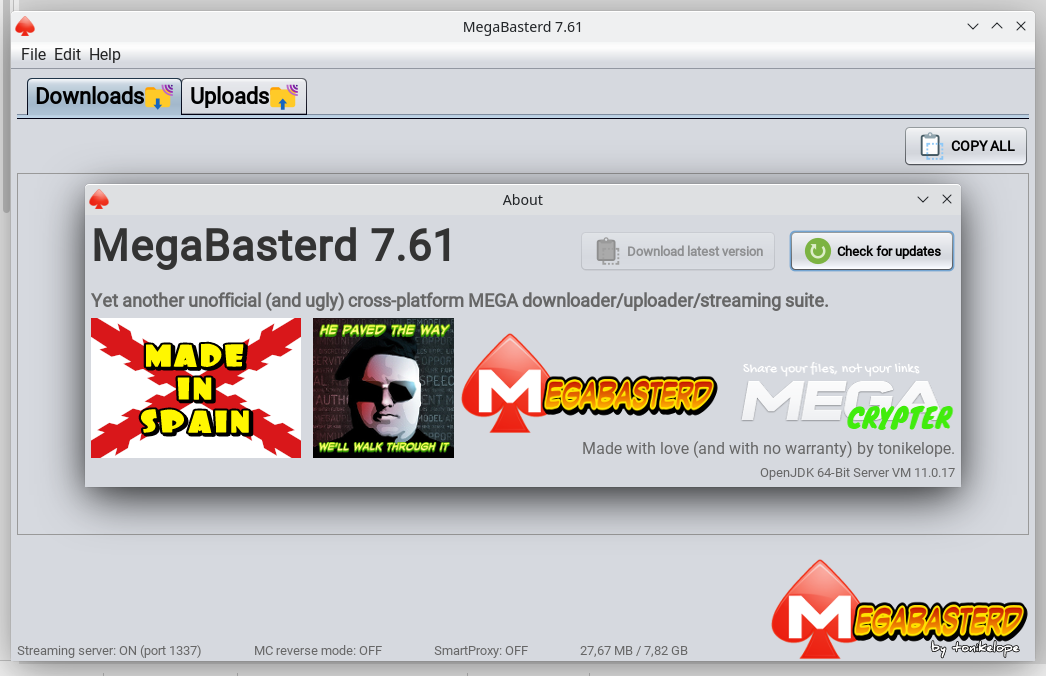 MegaBasterd 7.61
File Edit Help
Downloads Uploads
COPY ALL
About
MegaBasterd 7.61
Download latest version
Check for updates
Yet another unofficial (and ugly) cross-platform MEGA downloader/uploader/streaming suite.
MADE
IN
SPAIN
HE PAVED THE WAY
WE'LL WALK THROUGH IT
MEGABASTERD
Share your files, not your links
MEGA
CRYPTER
Made with love (and with no warranty) by tonikelope.
OpenJDK 64-Bit Server VM 11.0.17
MEGABASTERD
by tonikelope
Streaming server: ON (port 1337) MC reverse mode: OFF SmartProxy: OFF 27,67 MB / 7,82 GB